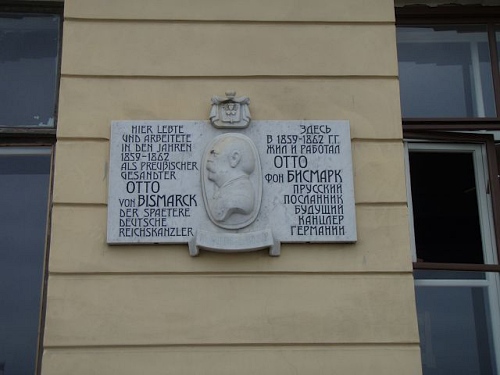 HIER LEBTE
UND ARBEITETE
IN DEN JAHREN
1859-1862
ALS PREUßISCHER
GESANDTER
OTTO
VON BISMARCK
DER SPAETERE
DEUTSCHE
REICHSKANZLER
ЗДЕСЬ
В 1859-1862 ГГ.
ЖИЛ И РАБОТАЛ
ОТТО
ФОН БИСМАРК
ПРУССКИЙ
ПОСЛАННИК
БУДУЩИЙ
КАНЦЛЕР
ГЕРМАНИИ